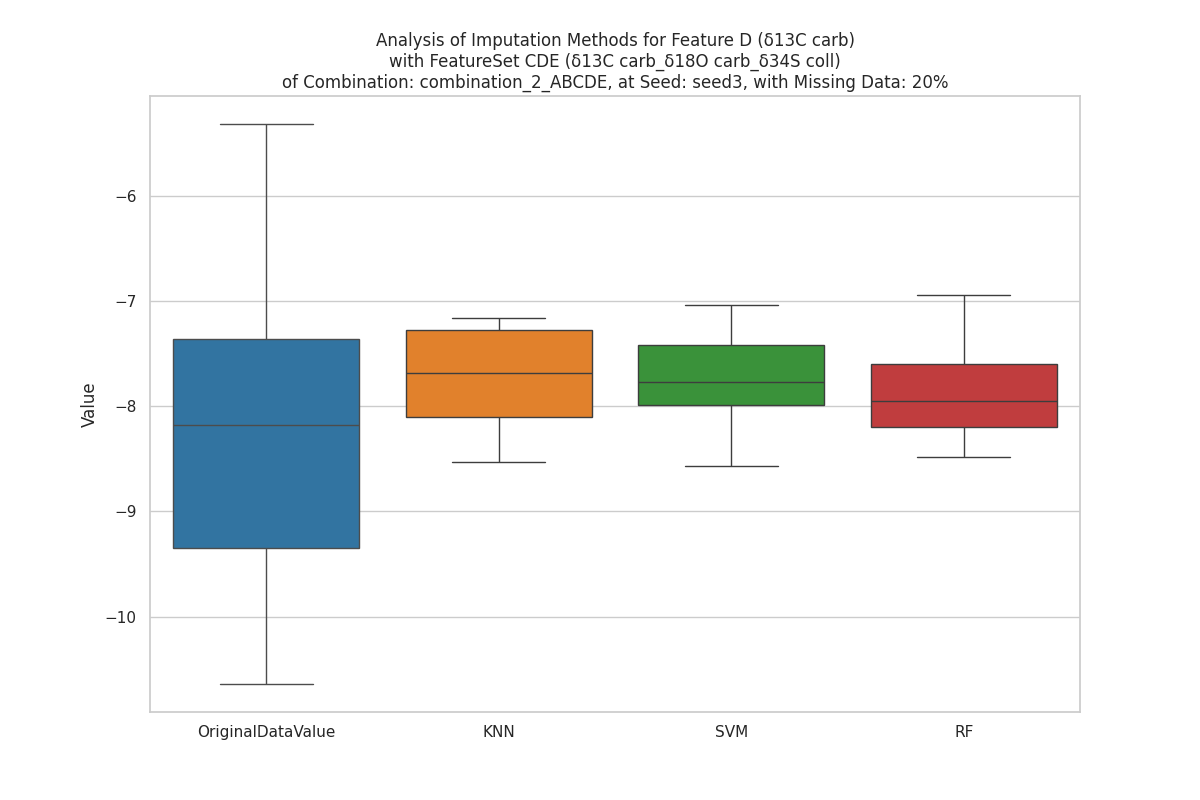 Analysis of Imputation Methods for Feature D (δ13C carb)
with FeatureSet CDE (δ13C carb_δ18O carb_δ34S coll)
of Combination: combination_2_ABCDE, at Seed: seed3, with Missing Data: 20%
Value
−6
−7
−8
−9
−10
OriginalDataValue
KNN
SVM
RF